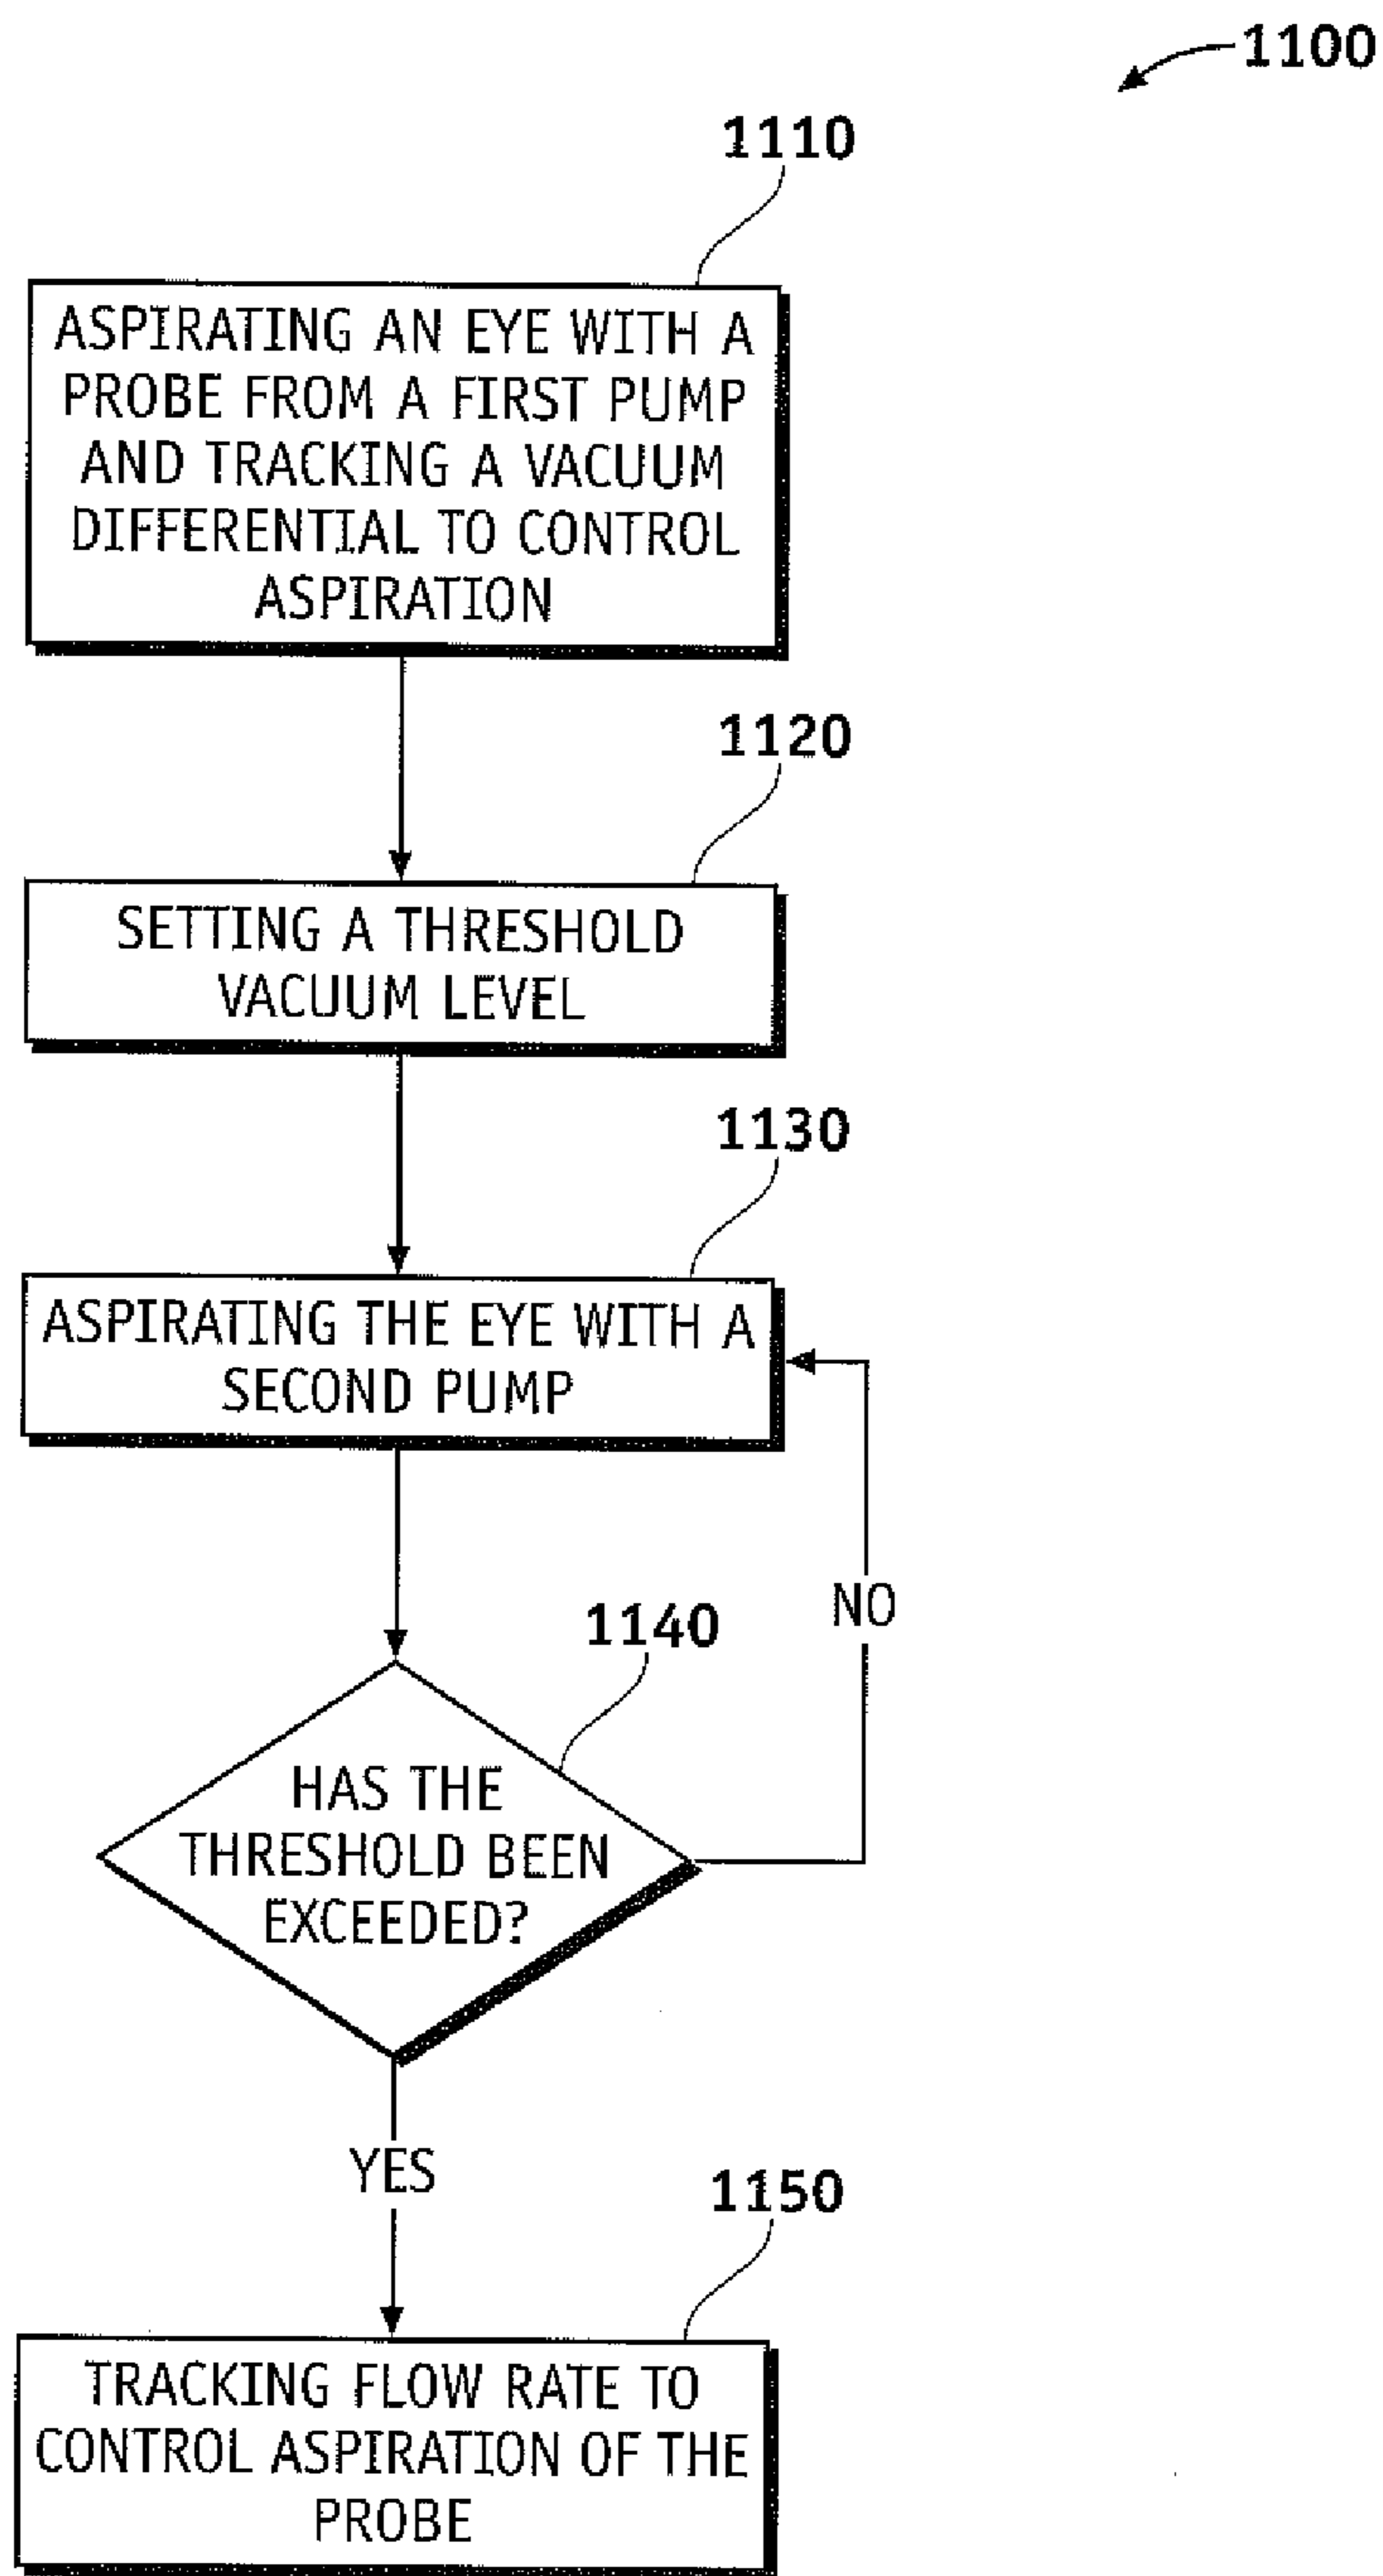 1100
1110
ASPIRATING AN EYE WITH A
PROBE FROM A FIRST PUMP
AND TRACKING A VACUUM
DIFFERENTIAL TO CONTROL
ASPIRATION
1120
SETTING A THRESHOLD
VACUUM LEVEL
1130
ASPIRATING THE EYE WITH A
SECOND PUMP
NO
1140
HAS THE
THRESHOLD BEEN
EXCEEDED?
YES
1150
TRACKING FLOW RATE TO
CONTROL ASPIRATION OF THE
PROBE